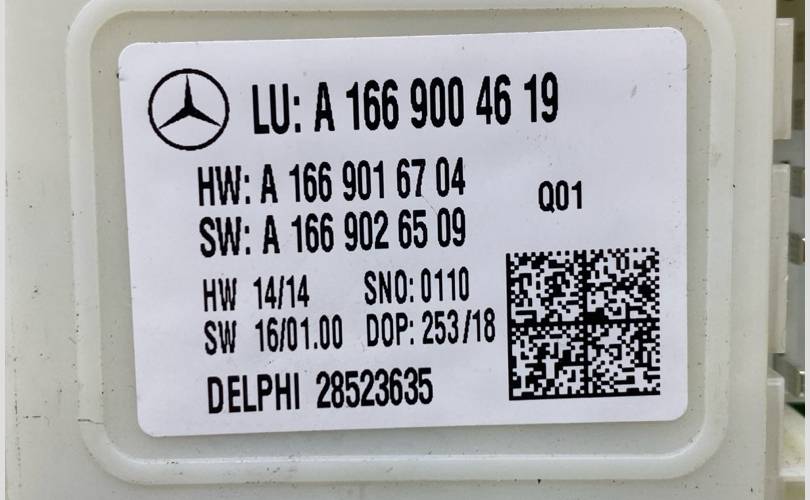 LU: A 166 900 46 19
HW: A 166 901 67 04
SW: A 166 902 65 09
Q01
HW 14/14 SNO: 0110
SW 16/01.00 DOP: 253/18
DELPHI 28523635